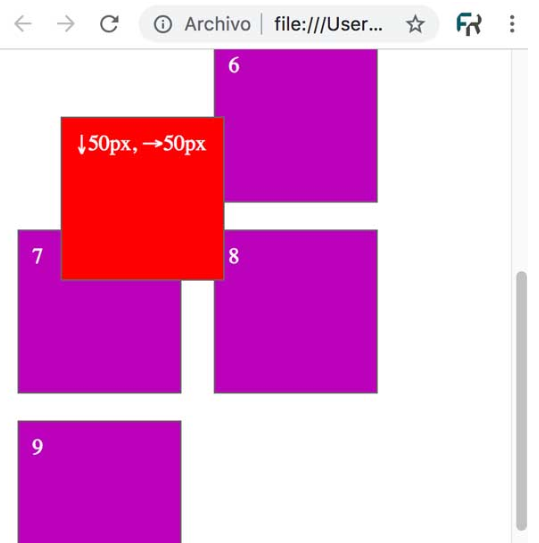 Archivo | file:///User...
6
↓50px, →50px
7
8
9